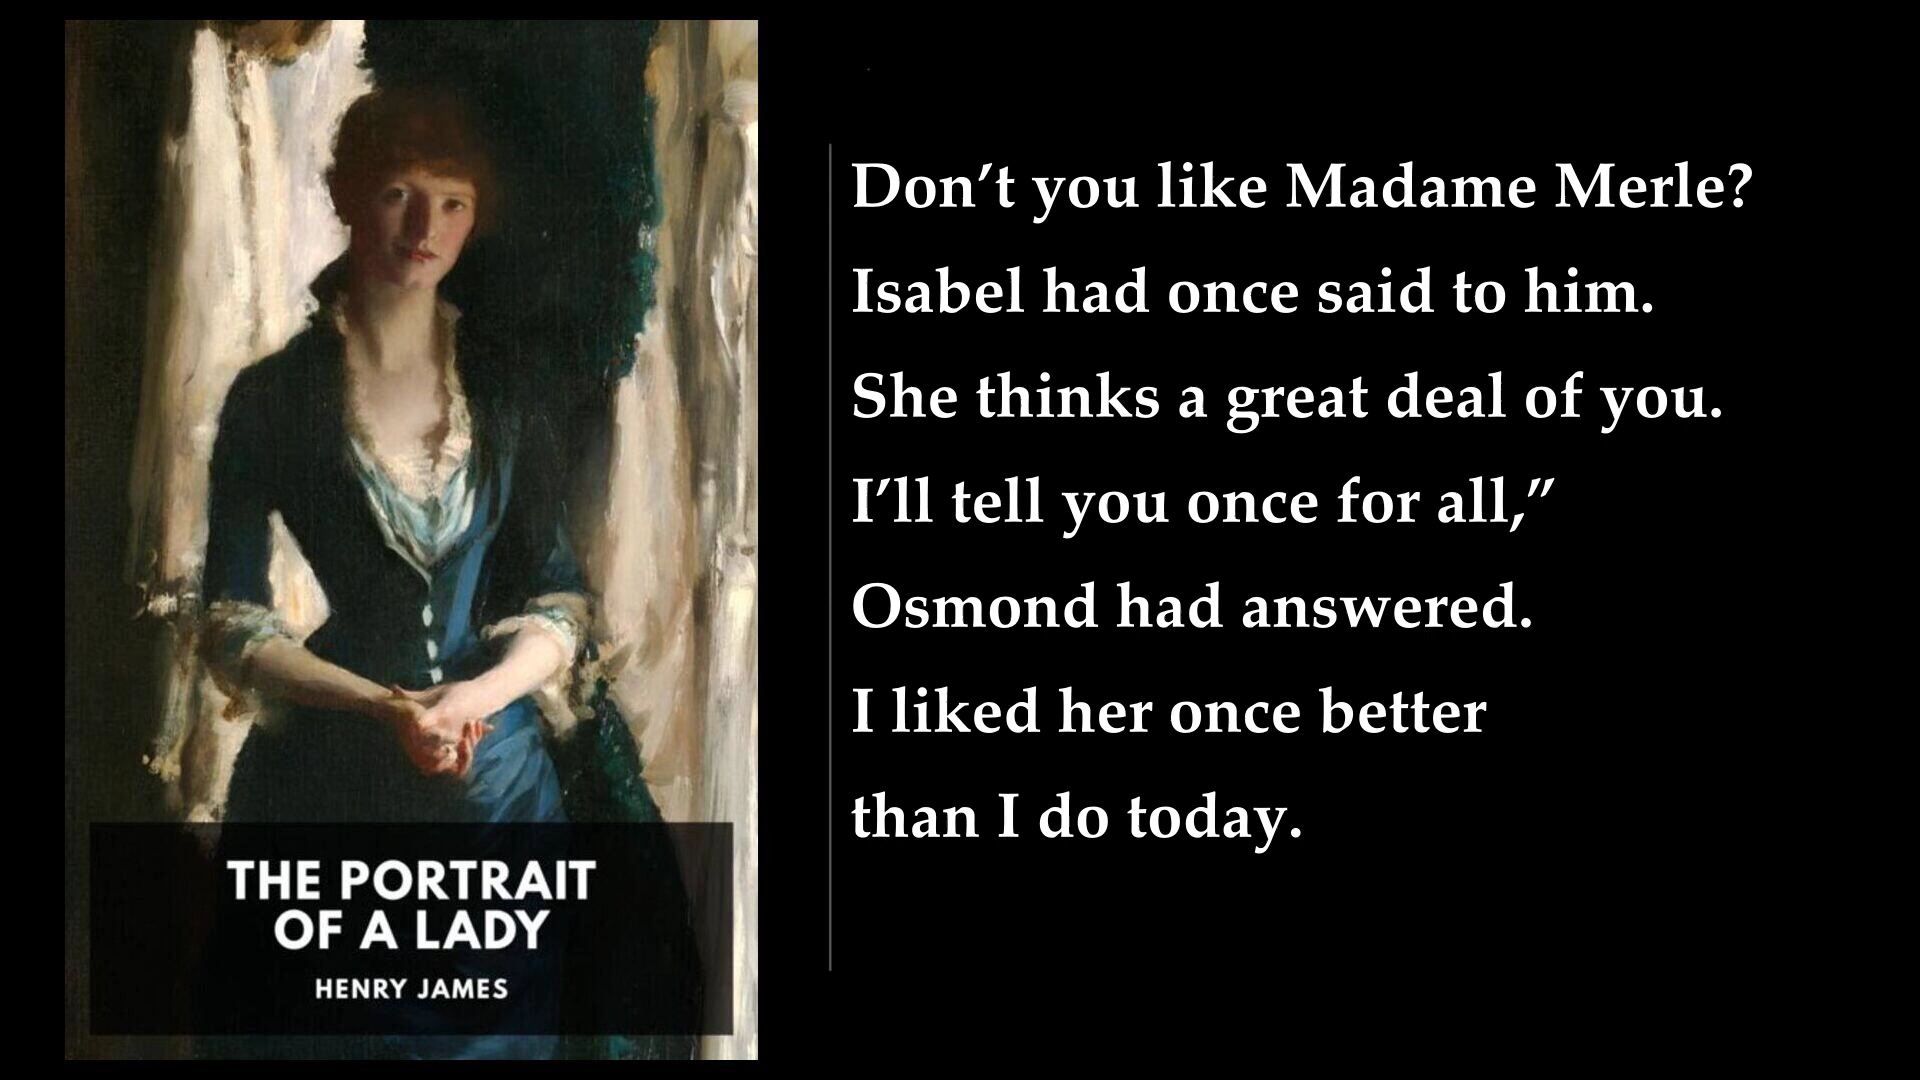 THE PORTRAIT
OF A LADY
HENRY JAMES
Don’t you like Madame Merle?
Isabel had once said to him.
She thinks a great deal of you.
I’ll tell you once for all,”
Osmond had answered.
I liked her once better
than I do today.